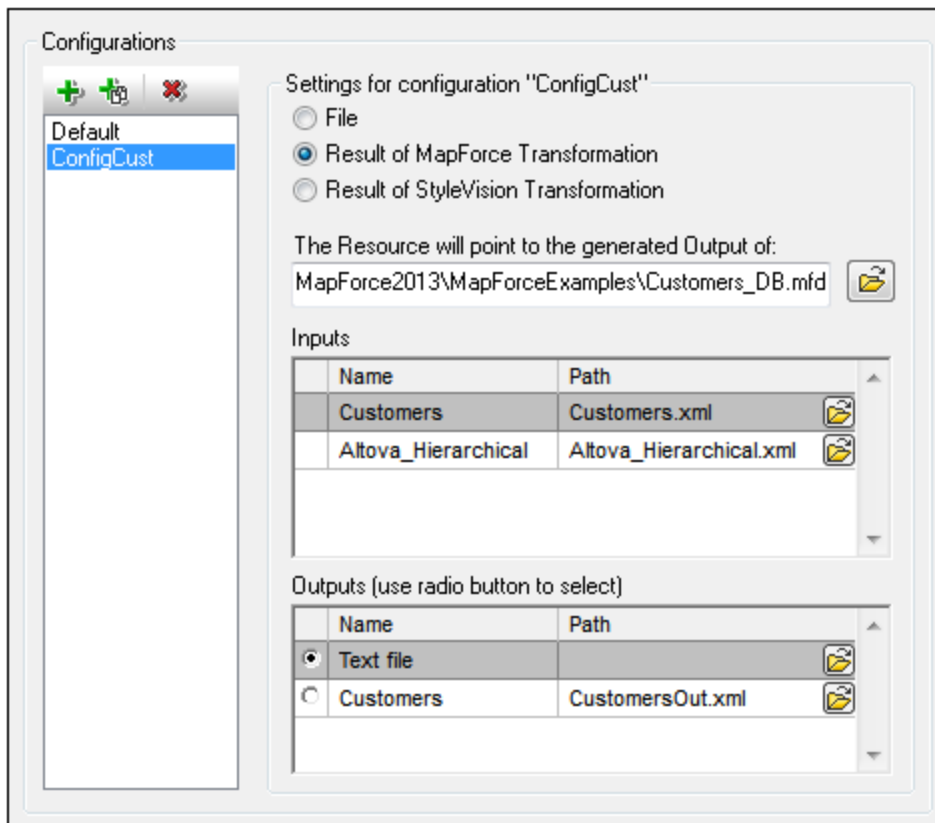 Configurations
Default
ConfigCust
Settings for configuration "ConfigCust"
File
Result of MapForce Transformation
Result of StyleVision Transformation
The Resource will point to the generated Output of:
MapForce2013\MapForceExamples\Customers_DB.mfd
Inputs
Name Path
Customers Customers.xml
Altova_Hierarchical Altova_Hierarchical.xml
Outputs (use radio button to select)
Name Path
Text file
Customers CustomersOut.xml